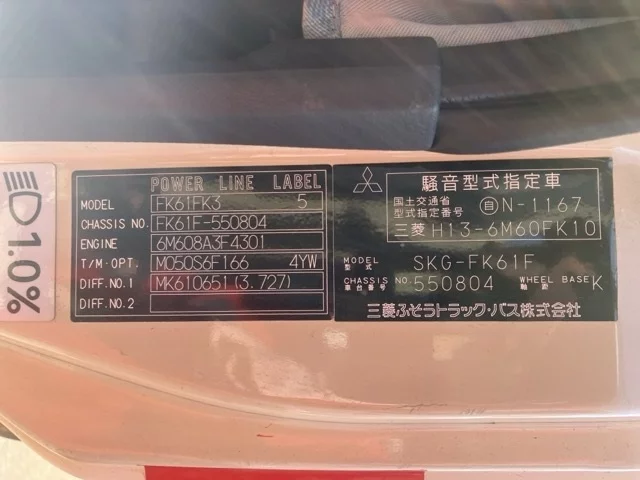 1.0%
POWER LINE LABEL
MODEL FK61FK3 5
CHASSIS NO. FK61F-550804
ENGINE 6M608A3F4301
T/M・OPT. M050S6F166 4YW
DIFF.NO.1 MK610651(3.727)
DIFF.NO.2
騒音型式指定車
国土交通省
型式指定番号 自N-1167
三菱 H13-6M60FK10
MODEL
型式 SKG-FK61F
CHASSIS NO.
車台番号 550804 WHEEL BASE
軸距 K
三菱ふそうトラック・バス株式会社